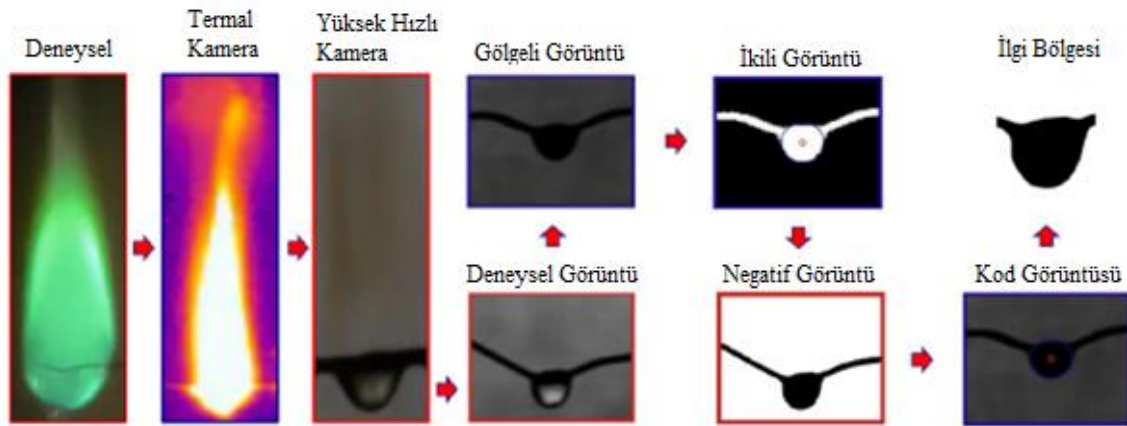 Deneysel
Termal
Kamera
Yüksek Hızlı
Kamera
Gölgeli Görüntü
İkili Görüntü
İlgi Bölgesi
Deneysel Görüntü
Negatif Görüntü
Kod Görüntüsü